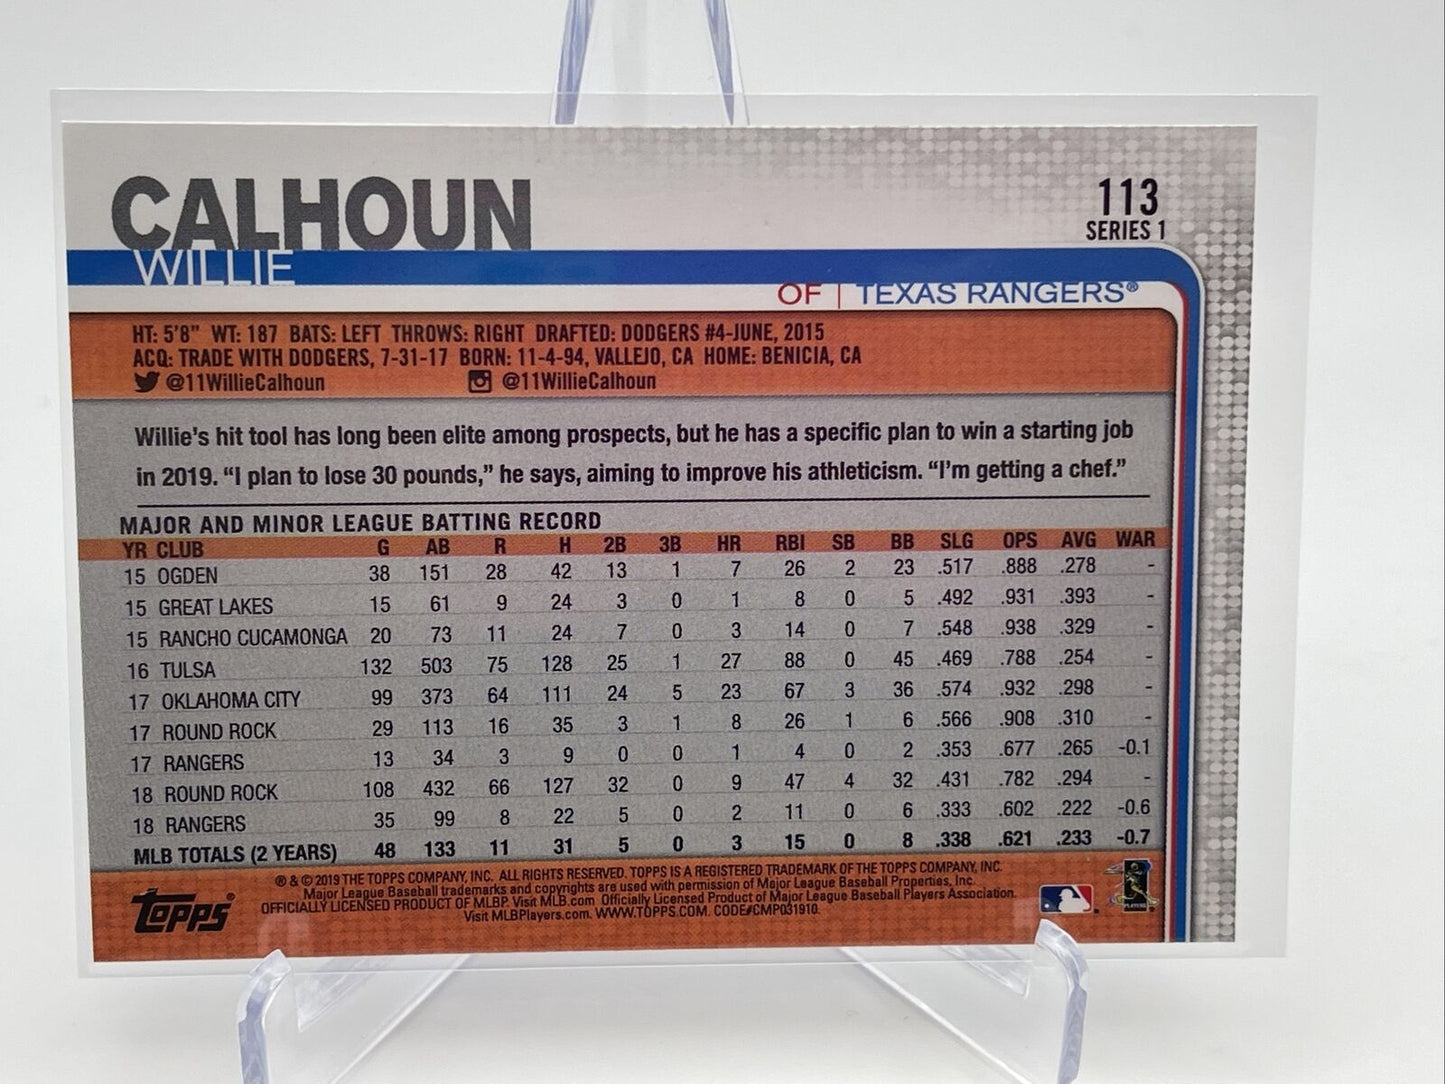 CALHOUN
WILLIE
113
SERIES 1
OF | TEXAS RANGERS®
HT: 5'8" WT: 187 BATS: LEFT THROWS: RIGHT DRAFTED: DODGERS #4-JUNE, 2015
ACQ: TRADE WITH DODGERS, 7-31-17 BORN: 11-4-94, VALLEJO, CA HOME: BENICIA, CA
@11WillieCalhoun @11WillieCalhoun
Willie's hit tool has long been elite among prospects, but he has a specific plan to win a starting job
in 2019. “I plan to lose 30 pounds,” he says, aiming to improve his athleticism. “I'm getting a chef.”
MAJOR AND MINOR LEAGUE BATTING RECORD
YR CLUB G AB R H 2B 3B HR RBI SB BB SLG OPS AVG WAR
15 OGDEN 38 151 28 42 13 1 7 26 2 23 .517 .888 .278 -
15 GREAT LAKES 15 61 9 24 3 0 1 8 0 5 .492 .931 .393 -
15 RANCHO CUCAMONGA 20 73 11 24 7 0 3 14 0 7 .548 .938 .329 -
16 TULSA 132 503 75 128 25 1 27 88 0 45 .469 .788 .254 -
17 OKLAHOMA CITY 99 373 64 111 24 5 23 67 3 36 .574 .932 .298 -
17 ROUND ROCK 29 113 16 35 3 1 8 26 1 6 .566 .908 .310 -
17 RANGERS 13 34 3 9 0 0 1 4 0 2 .353 .677 .265 -0.1
18 ROUND ROCK 108 432 66 127 32 0 9 47 4 32 .431 .782 .294 -
18 RANGERS 35 99 8 22 5 0 2 11 0 6 .333 .602 .222 -0.6
MLB TOTALS (2 YEARS) 48 133 11 31 5 0 3 15 0 8 .338 .621 .233 -0.7
Topps®
® & © 2019 THE TOPPS COMPANY, INC. ALL RIGHTS RESERVED. TOPPS IS A REGISTERED TRADEMARK OF THE TOPPS COMPANY, INC.
Major League Baseball trademarks and copyrights are used with permission of Major League Baseball Properties, Inc.
OFFICIALLY LICENSED PRODUCT OF MLBP. Visit MLB.com Officially Licensed Product of Major League Baseball Players Association.
Visit MLBPlayers.com. WWW.TOPPS.COM. CODE#CMP031910.
PLAYERS